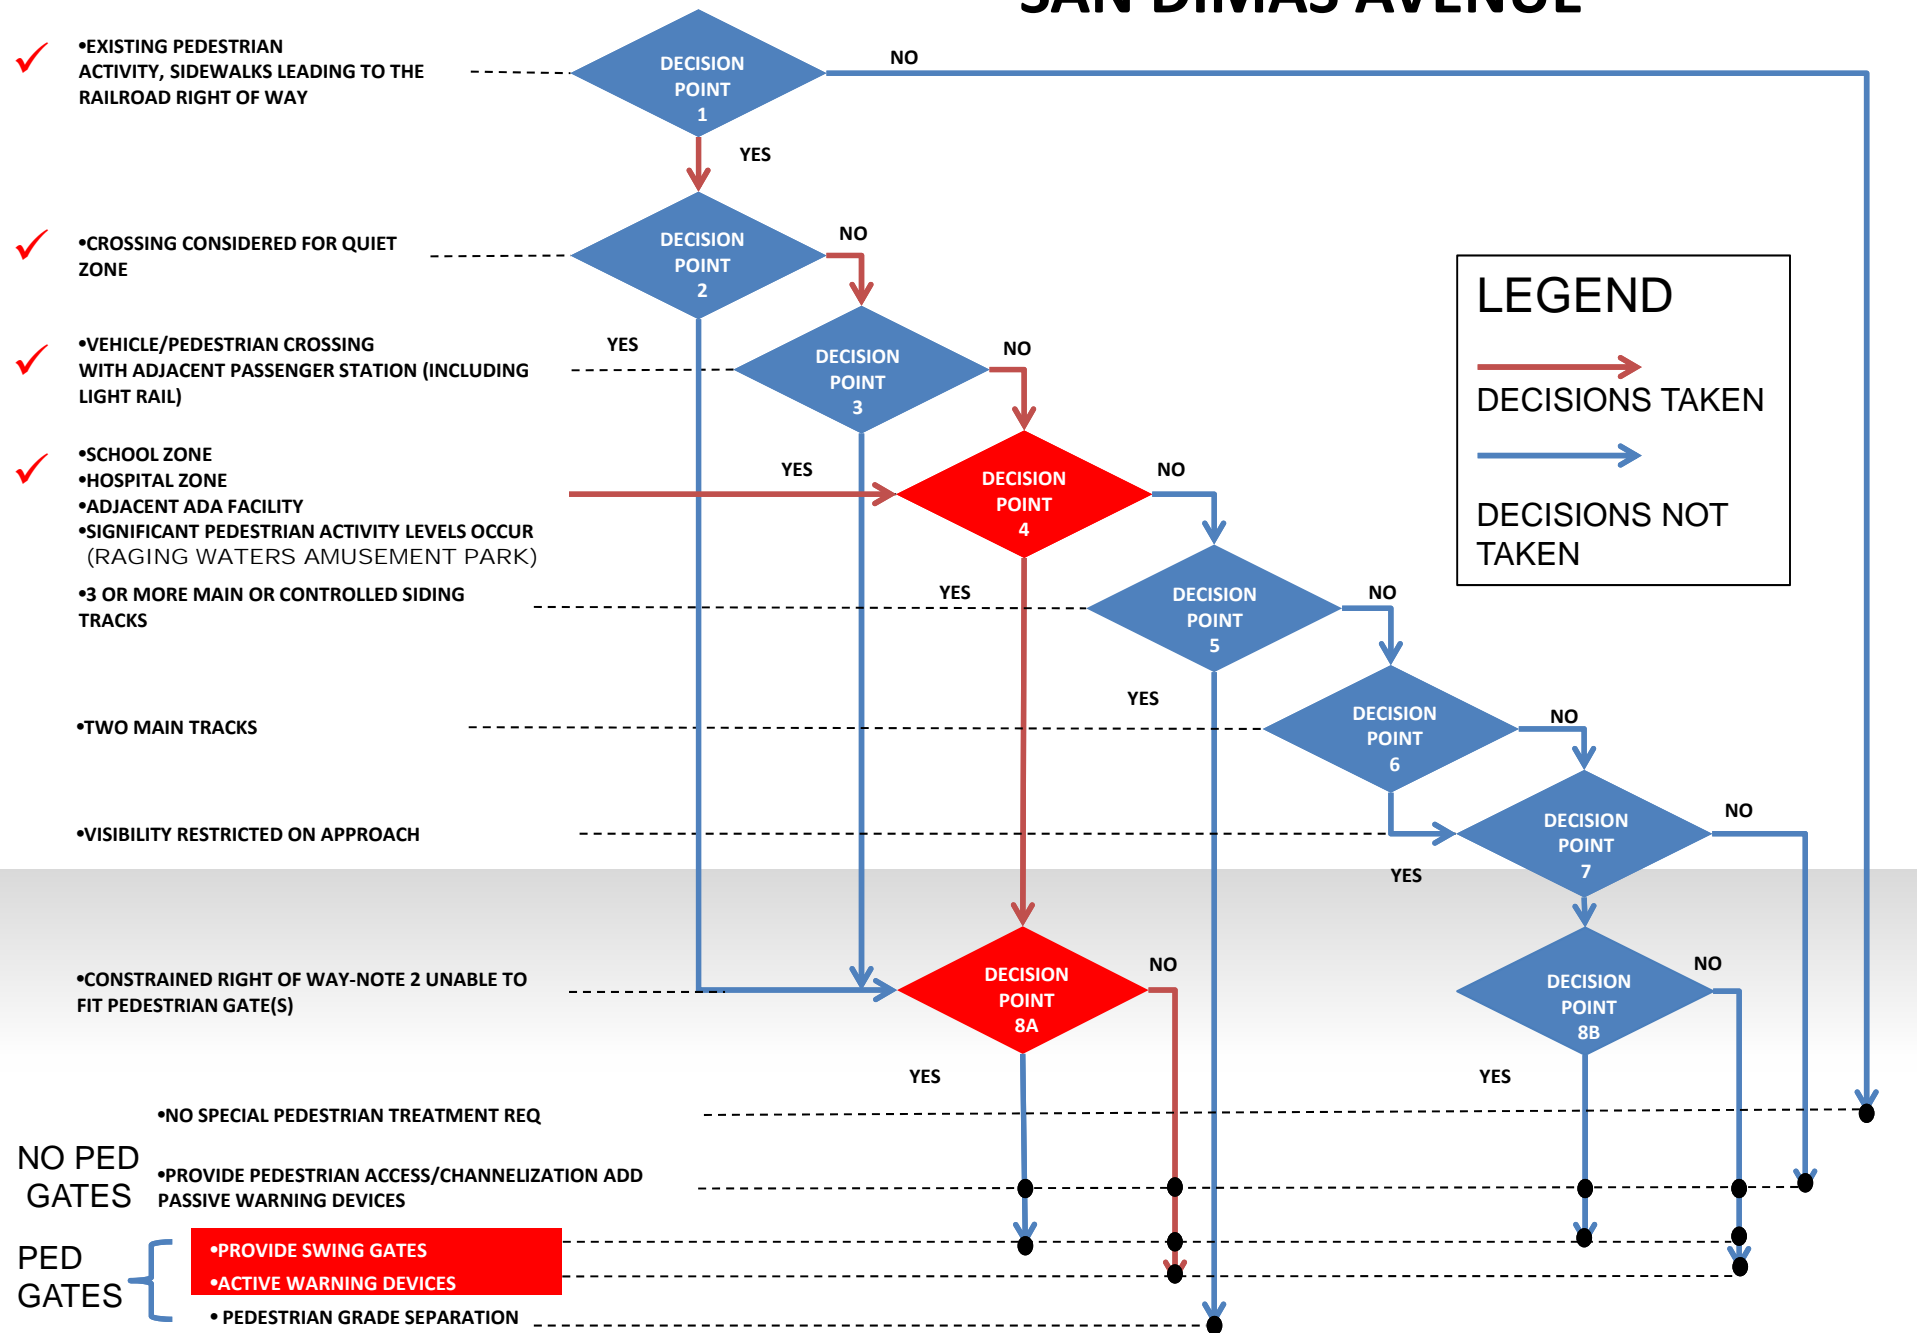 SAN DIMAS AVENUE
•EXISTING PEDESTRIAN
ACTIVITY, SIDEWALKS LEADING TO THE
RAILROAD RIGHT OF WAY
DECISION
POINT
1
NO
YES
•CROSSING CONSIDERED FOR QUIET
ZONE
DECISION
POINT
2
NO
LEGEND
DECISIONS TAKEN
DECISIONS NOT
TAKEN
•VEHICLE/PEDESTRIAN CROSSING
WITH ADJACENT PASSENGER STATION (INCLUDING
LIGHT RAIL)
YES
DECISION
POINT
3
NO
•SCHOOL ZONE
•HOSPITAL ZONE
•ADJACENT ADA FACILITY
•SIGNIFICANT PEDESTRIAN ACTIVITY LEVELS OCCUR
(RAGING WATERS AMUSEMENT PARK)
YES
DECISION
POINT
4
NO
•3 OR MORE MAIN OR CONTROLLED SIDING
TRACKS
YES
DECISION
POINT
5
NO
•TWO MAIN TRACKS
YES
DECISION
POINT
6
NO
•VISIBILITY RESTRICTED ON APPROACH
YES
DECISION
POINT
7
NO
•CONSTRAINED RIGHT OF WAY-NOTE 2 UNABLE TO
FIT PEDESTRIAN GATE(S)
DECISION
POINT
8A
NO
YES
DECISION
POINT
8B
NO
YES
•NO SPECIAL PEDESTRIAN TREATMENT REQ
NO PED
GATES
•PROVIDE PEDESTRIAN ACCESS/CHANNELIZATION ADD
PASSIVE WARNING DEVICES
PED
GATES
•PROVIDE SWING GATES
•ACTIVE WARNING DEVICES
• PEDESTRIAN GRADE SEPARATION